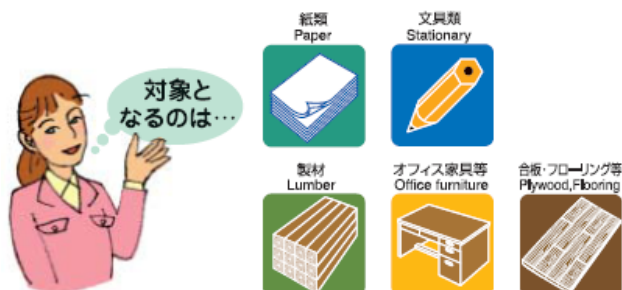 対象と
なるのは…
紙類
Paper
文具類
Stationary
製材
Lumber
オフィス家具等
Office furniture
合板・フローリング等
Plywood,Flooring